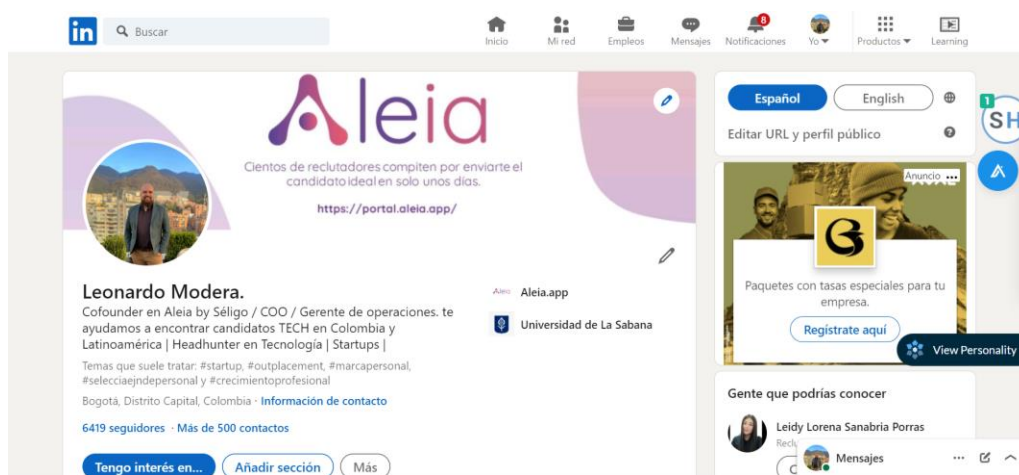 in
Buscar
Inicio
Mi red
Empleos
Mensajes
8
Notificaciones
Yo
Productos
Learning
Aleia
Cientos de reclutadores compiten por enviarte el
candidato ideal en solo unos días.
https://portal.aleia.app/
Leonardo Modera.
Cofounder en Aleia by Séligo / COO / Gerente de operaciones. te
ayudamos a encontrar candidatos TECH en Colombia y
Latinoamérica | Headhunter en Tecnología | Startups |
Temas que suele tratar: #startup, #outplacement, #marcapersonal,
#selecciaejndepersonal y #crecimientoprofesional
Bogotá, Distrito Capital, Colombia · Información de contacto
6419 seguidores · Más de 500 contactos
Tengo interés en...
Añadir sección
Más
Aleia.app
Universidad de La Sabana
Español
English
Editar URL y perfil público
1
SH
Anuncio
Paquetes con tasas especiales para tu
empresa.
Regístrate aquí
View Personality
Gente que podrías conocer
Leidy Lorena Sanabria Porras
Mensajes